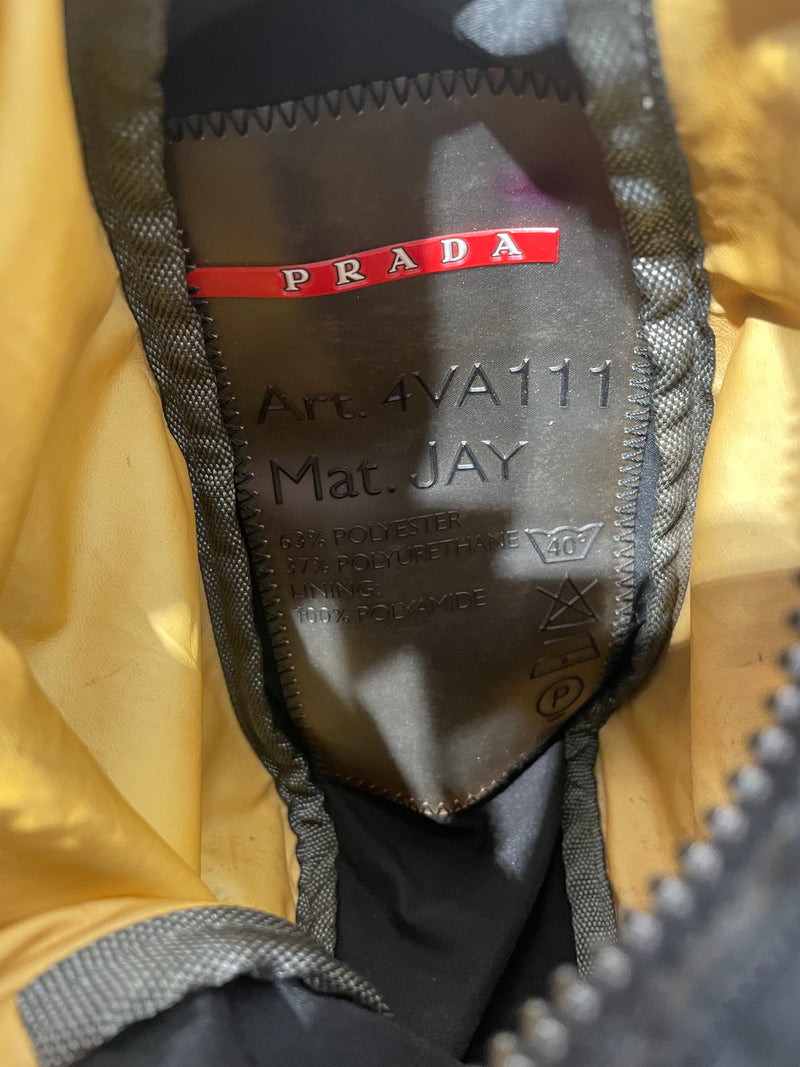 PRADA
Art. 4VA111
Mat. JAY
63% POLYESTER
37% POLYURETHANE
LINING:
100% POLYAMIDE
40°
P